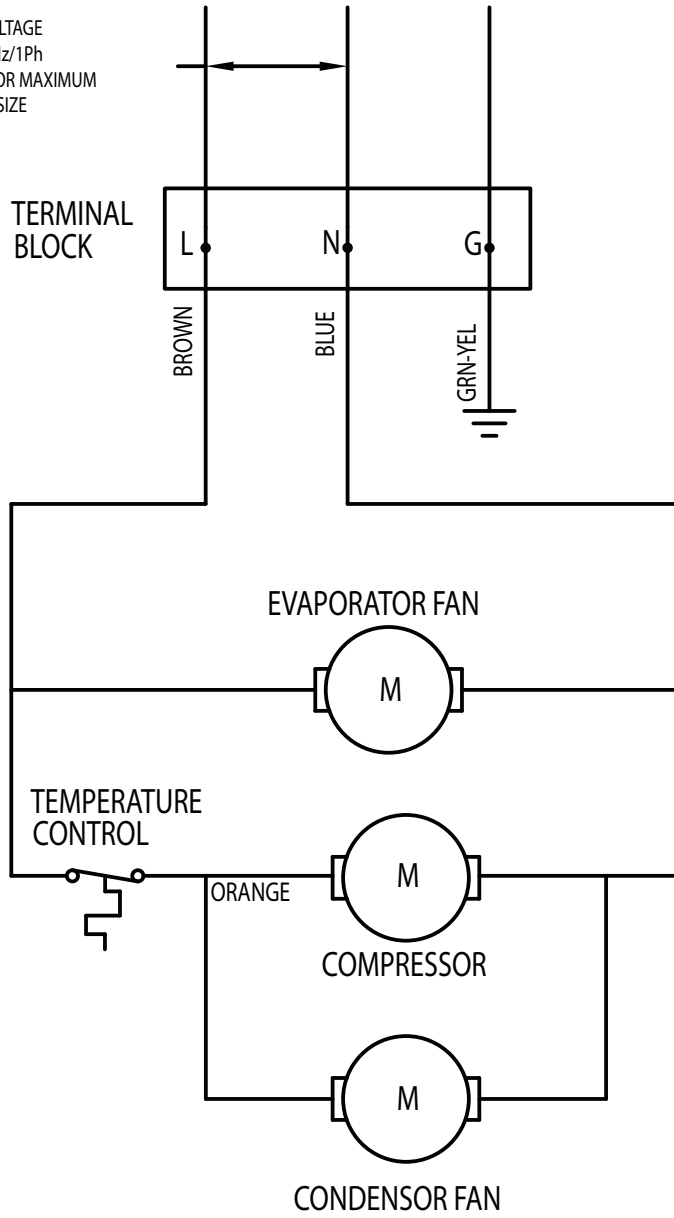 LTAGE
Hz/1Ph
OR MAXIMUM
SIZE
TERMINAL
BLOCK
L
N
G
BROWN
BLUE
GRN-YEL
EVAPORATOR FAN
M
TEMPERATURE
CONTROL
ORANGE
M
COMPRESSOR
M
CONDENSOR FAN